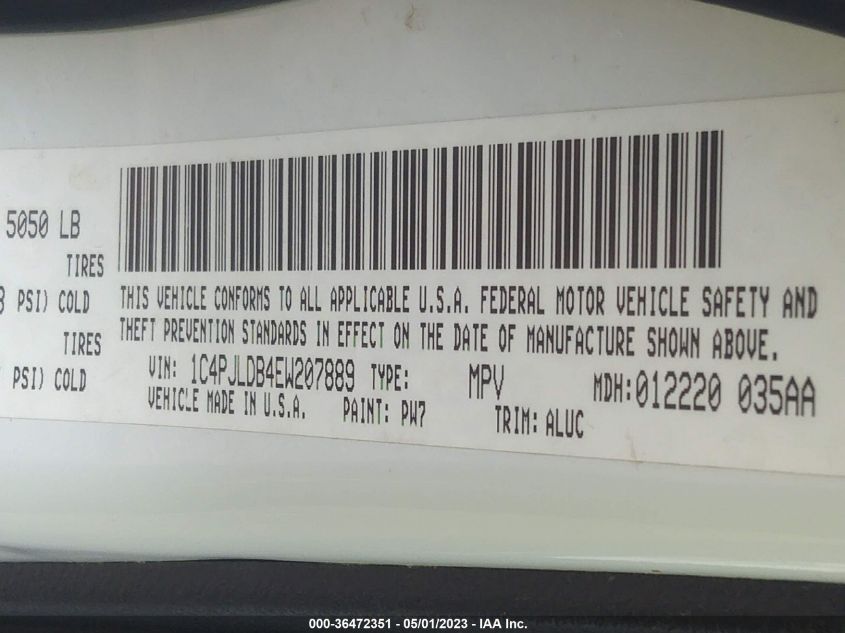 5050 LB
TIRES
PSI) COLD
TIRES
PSI) COLD
THIS VEHICLE CONFORMS TO ALL APPLICABLE U.S.A. FEDERAL MOTOR VEHICLE SAFETY AND
THEFT PREVENTION STANDARDS IN EFFECT ON THE DATE OF MANUFACTURE SHOWN ABOVE.
VIN: 1C4PJLDB4EW207889 TYPE: MPV MDH:012220 035AA
VEHICLE MADE IN U.S.A. PAINT: PW7 TRIM: ALUC
000-36472351 - 05/01/2023 - IAA Inc.